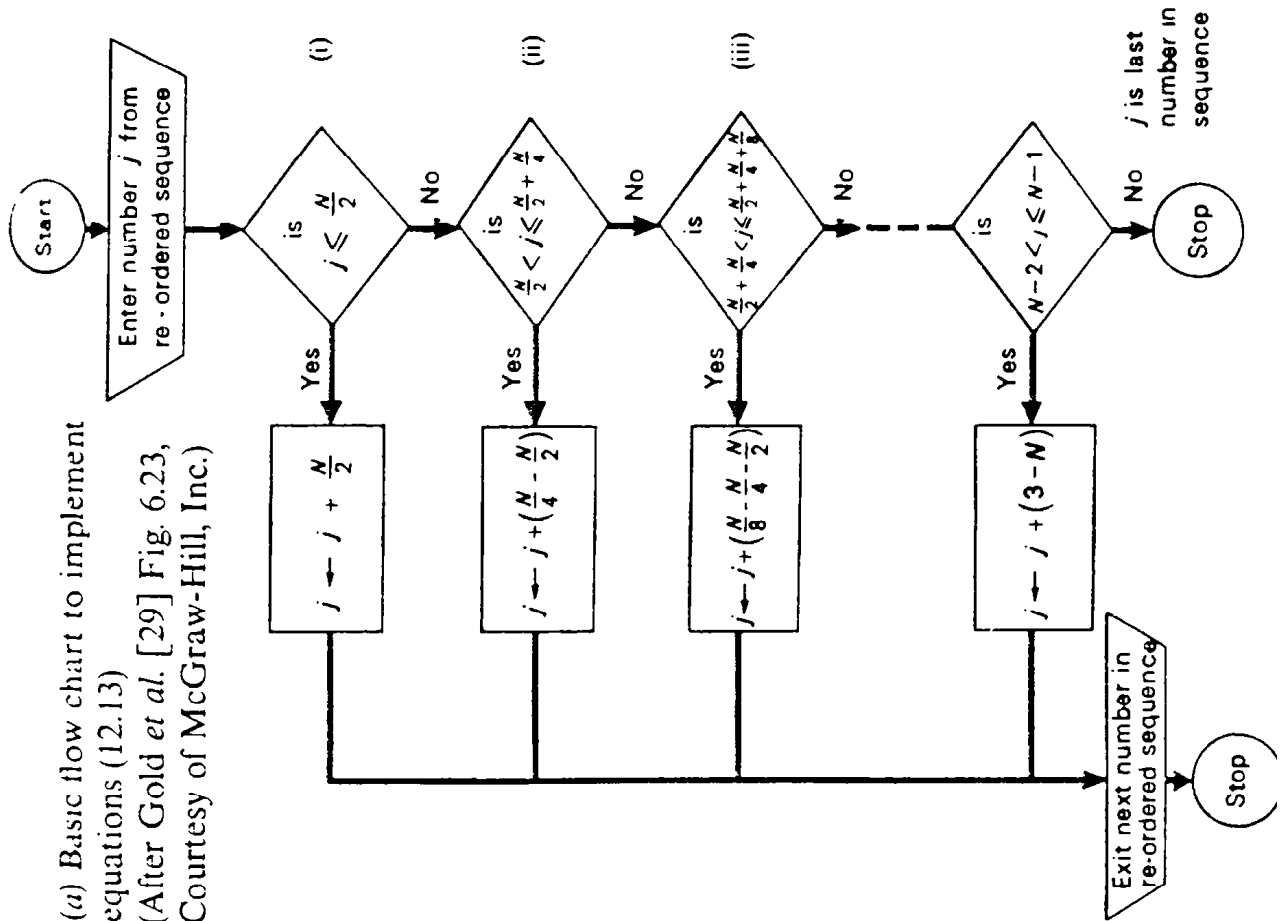 (a) Basic flow chart to implement
equations (12.13)
(After Gold et al. [29] Fig. 6.23,
Courtesy of McGraw-Hill, Inc.)
Start
Enter number j from
re-ordered sequence
is
j ≤ N/2
(i)
Yes
j ← j + N/2
No
is
N/2 < j ≤ N/2 + N/4
(ii)
Yes
j ← j + (N/4 − N/2)
No
is
N/2 + N/4 < j ≤ N/2 + N/4 + N/8
(iii)
Yes
j ← j + (N/8 − N/4 − N/2)
No
is
N−2 < j ≤ N−1
Yes
j ← j + (3 − N)
No
j is last
number in
sequence
Stop
Exit next number in
re-ordered sequence
Stop